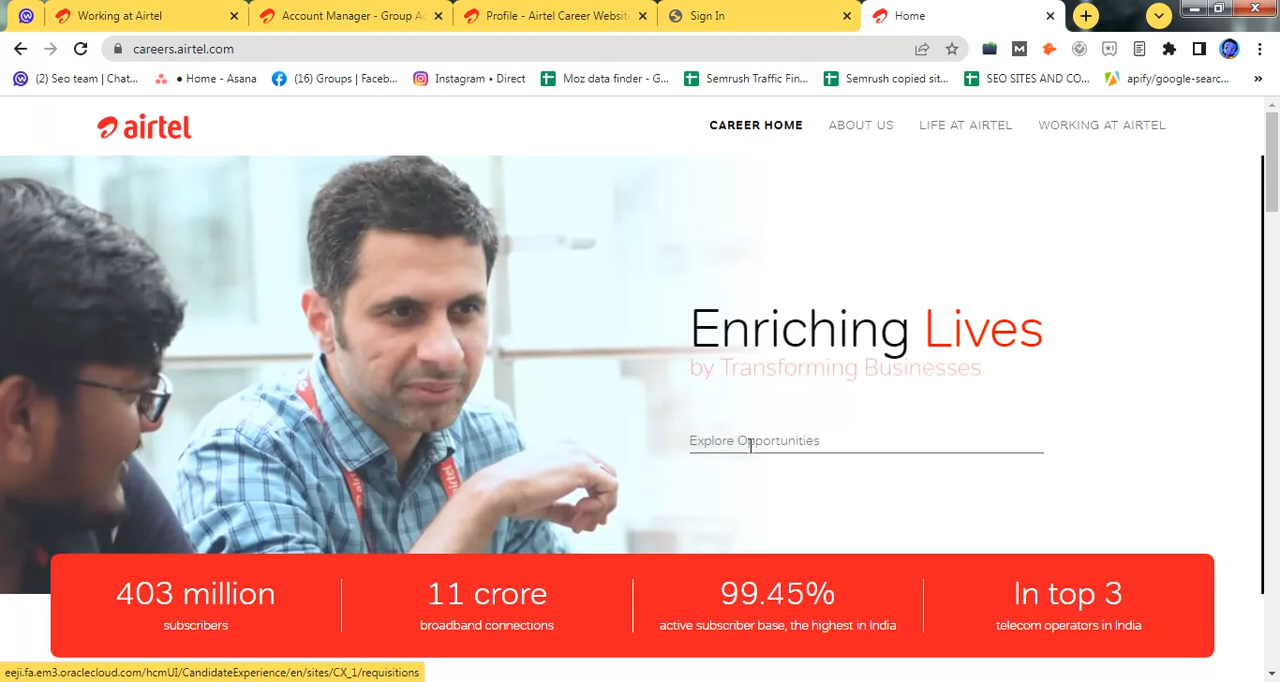 Working at Airtel
Account Manager - Group Ac
Profile - Airtel Career Website
Sign In
Home
careers.airtel.com
(2) Seo team | Chat...
● Home - Asana
(16) Groups | Faceb...
Instagram • Direct
Moz data finder - G...
Semrush Traffic Fin...
Semrush copied sit...
SEO SITES AND CO...
apify/google-searc...
»
airtel
CAREER HOME
ABOUT US
LIFE AT AIRTEL
WORKING AT AIRTEL
Enriching Lives
by Transforming Businesses
Explore Opportunities
403 million
subscribers
11 crore
broadband connections
99.45%
active subscriber base, the highest in India
In top 3
telecom operators in India
eeji.fa.em3.oraclecloud.com/hcmUI/CandidateExperience/en/sites/CX_1/requisitions